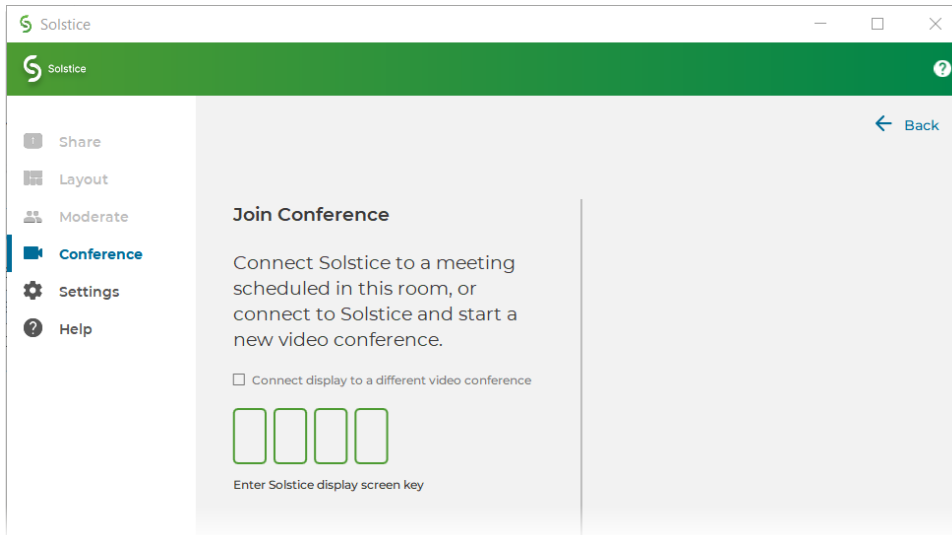 Solstice
Solstice
?
Back
!
Share
Layout
Moderate
Conference
Settings
? Help
Join Conference
Connect Solstice to a meeting
scheduled in this room, or
connect to Solstice and start a
new video conference.
Connect display to a different video conference
Enter Solstice display screen key